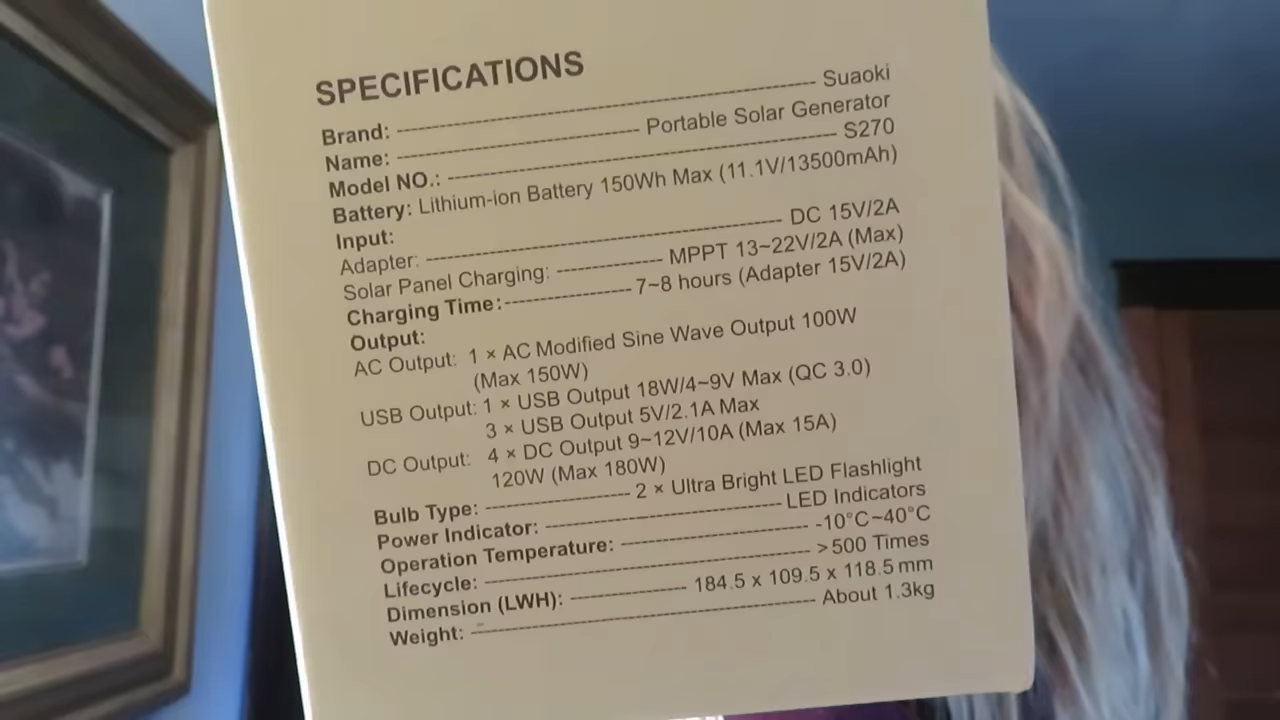 SPECIFICATIONS
Brand: Suaoki
Name: Portable Solar Generator
Model NO.: S270
Battery: Lithium-ion Battery 150Wh Max (11.1V/13500mAh)
Input:
Adapter: DC 15V/2A
Solar Panel Charging: MPPT 13~22V/2A (Max)
Charging Time: 7~8 hours (Adapter 15V/2A)
Output:
AC Output: 1 × AC Modified Sine Wave Output 100W
(Max 150W)
USB Output: 1 × USB Output 18W/4~9V Max (QC 3.0)
3 × USB Output 5V/2.1A Max
DC Output: 4 × DC Output 9~12V/10A (Max 15A)
120W (Max 180W)
Bulb Type: 2 × Ultra Bright LED Flashlight
Power Indicator: LED Indicators
Operation Temperature: -10°C~40°C
Lifecycle: >500 Times
Dimension (LWH): 184.5 x 109.5 x 118.5 mm
Weight: About 1.3kg